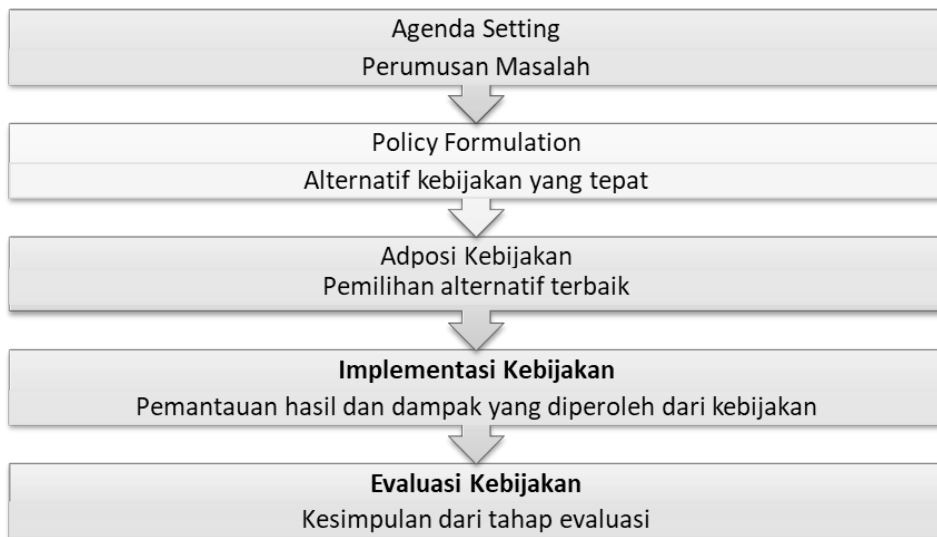 Agenda Setting
Perumusan Masalah
Policy Formulation
Alternatif kebijakan yang tepat
Adposi Kebijakan
Pemilihan alternatif terbaik
Implementasi Kebijakan
Pemantauan hasil dan dampak yang diperoleh dari kebijakan
Evaluasi Kebijakan
Kesimpulan dari tahap evaluasi